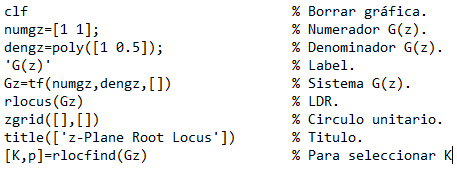 clf % Borrar gráfica.
numgz=[1 1]; % Numerador G(z).
dengz=poly([1 0.5]); % Denominador G(z).
'G(z)' % Label.
Gz=tf(numgz,dengz,[]) % Sistema G(z).
rlocus(Gz) % LDR.
zgrid([],[]) % Circulo unitario.
title(['z-Plane Root Locus']) % Titulo.
[K,p]=rlocfind(Gz) % Para seleccionar K